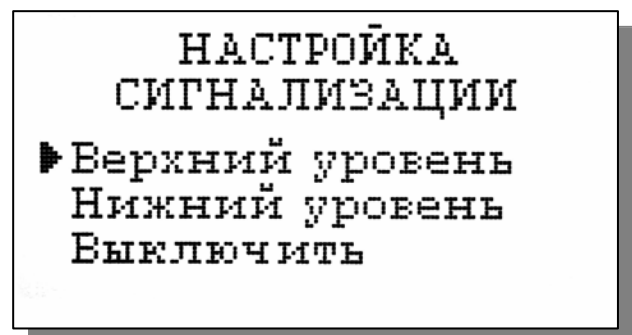 НАСТРОЙКА
СИГНАЛИЗАЦИИ
Верхний уровень
Нижний уровень
Выключить